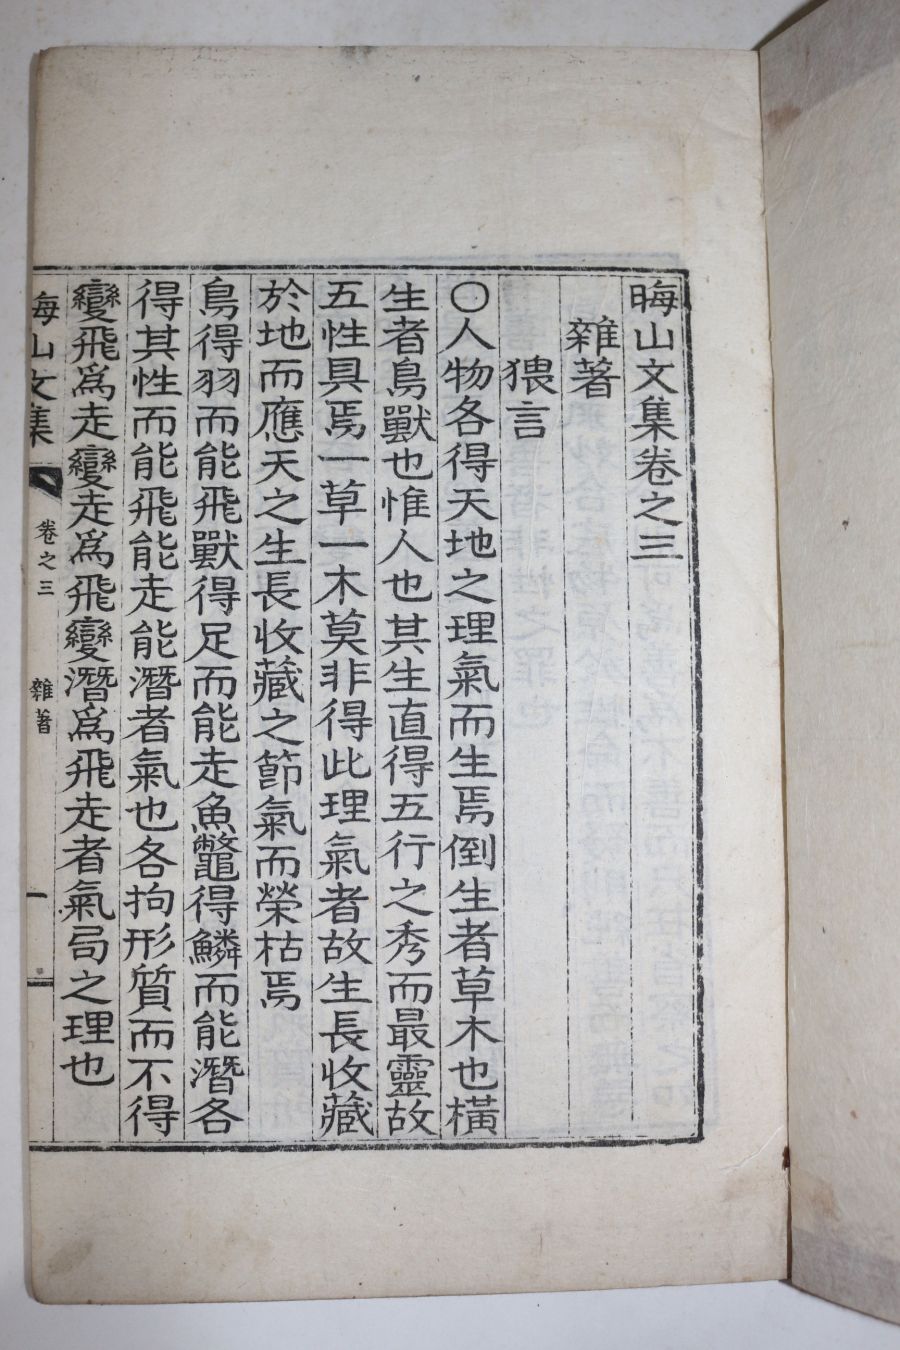 晦山文集卷之三
雜著
猥言
○人物各得天地之理氣而生焉倒生者草木也橫
生者鳥獸也惟人也其生直得五行之秀而最靈故
五性具焉一草一木莫非得此理氣者故生長收藏
於地而應天之生長收藏之節氣而榮枯焉
鳥得羽而能飛獸得足而能走魚鼈得鱗而能潛各
得其性而能飛能走能潛者氣也各拘形質而不得
變飛爲走變走爲飛變潛爲飛走者氣局之理也
晦山文集
卷之三
雜著
一